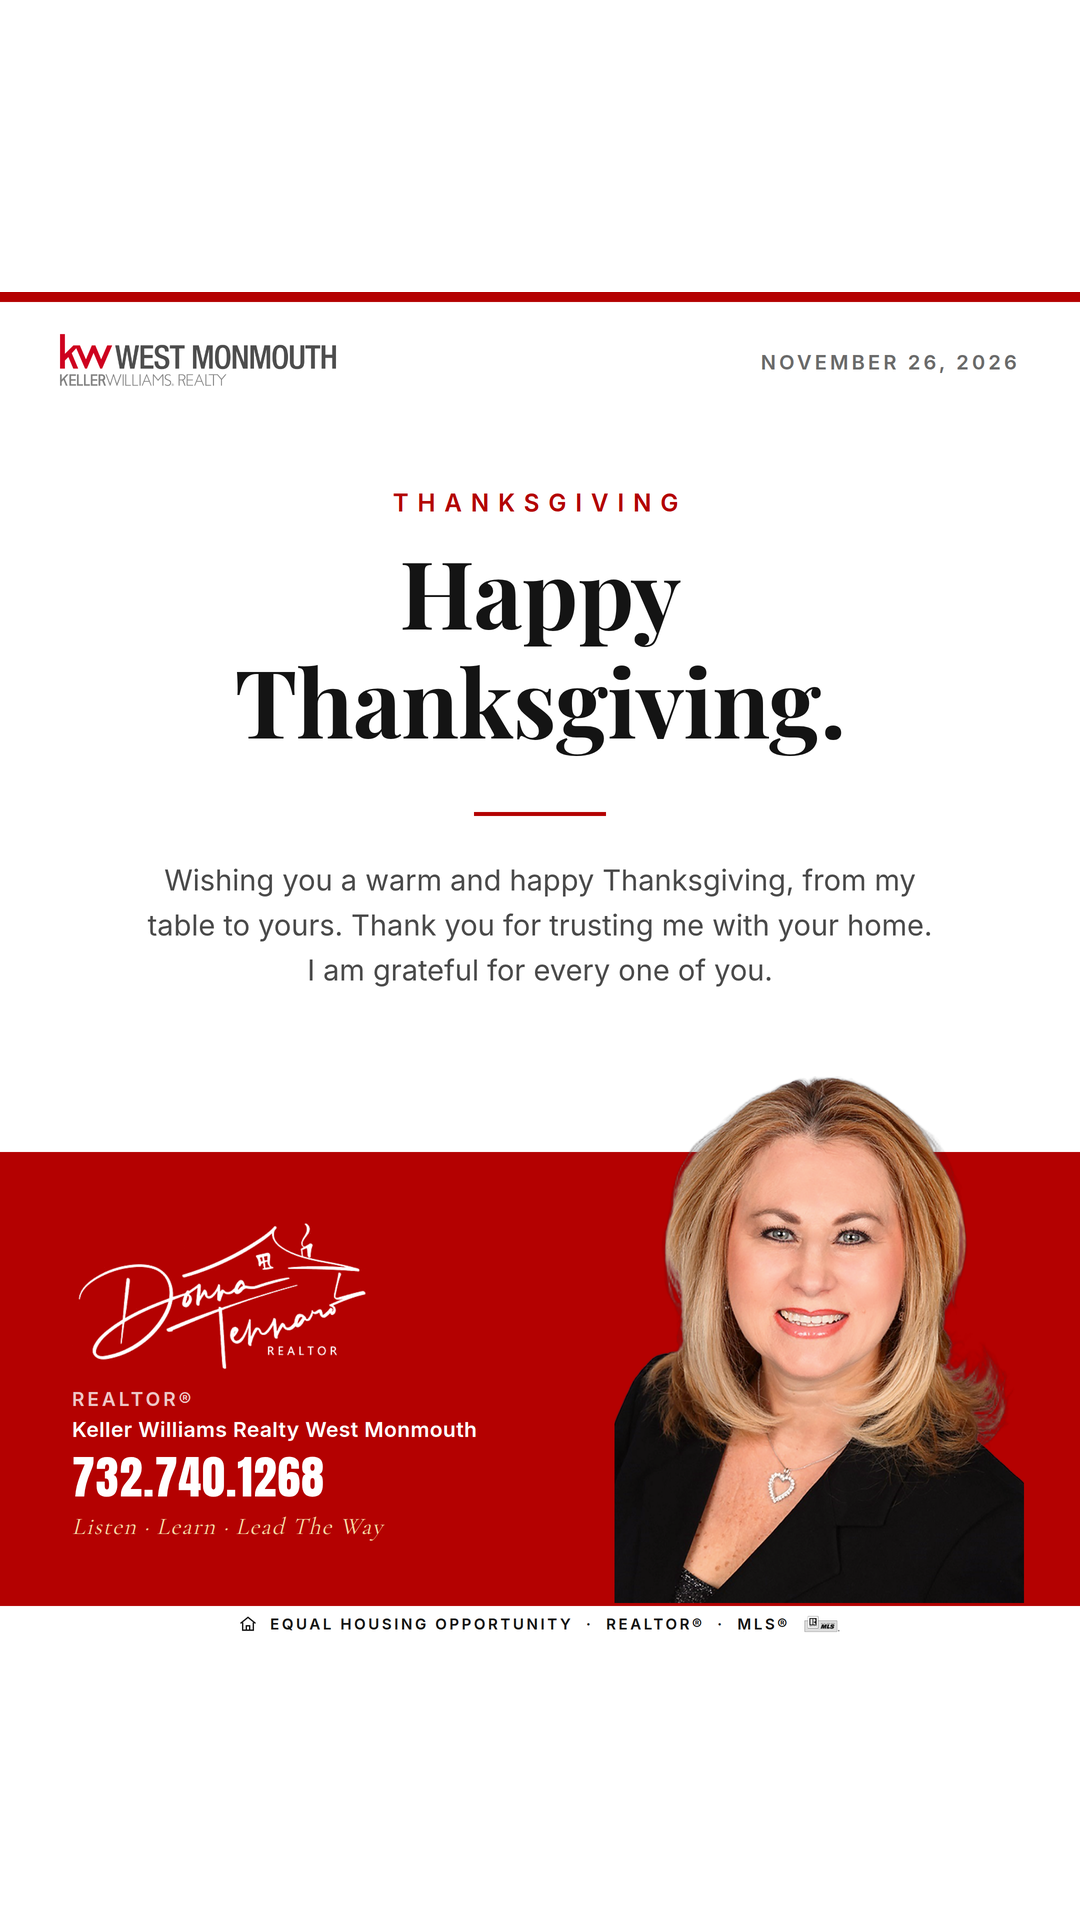 kw WEST MONMOUTH
KELLERWILLIAMS. REALTY
NOVEMBER 26, 2026
THANKSGIVING
Happy
Thanksgiving.
Wishing you a warm and happy Thanksgiving, from my
table to yours. Thank you for trusting me with your home.
I am grateful for every one of you.
Donna
Tennaro
REALTOR
REALTOR®
Keller Williams Realty West Monmouth
732.740.1268
Listen · Learn · Lead The Way
EQUAL HOUSING OPPORTUNITY · REALTOR® · MLS® MLS